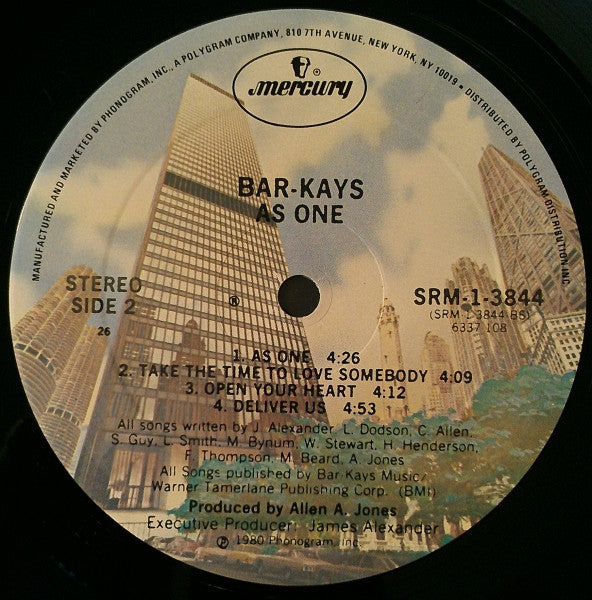 MANUFACTURED AND MARKETED BY PHONOGRAM, INC., A POLYGRAM COMPANY, 810 7TH AVENUE, NEW YORK, NY 10019 • DISTRIBUTED BY POLYGRAM DISTRIBUTION, INC.
mercury ®
BAR-KAYS
AS ONE
STEREO
SIDE 2
26
®
SRM-1-3844
(SRM 1 3844 BS)
6337 108
1. AS ONE 4:26
2. TAKE THE TIME TO LOVE SOMEBODY 4:09
3. OPEN YOUR HEART 4:12
4. DELIVER US 4:53
All songs written by J. Alexander, L. Dodson, C. Allen,
S. Guy, L. Smith, M. Bynum, W. Stewart, H. Henderson,
F. Thompson, M. Beard, A. Jones
All Songs published by Bar Kays Music/
Warner Tamerlane Publishing Corp. (BMI)
Produced by Allen A. Jones
Executive Producer: James Alexander
℗ 1980 Phonogram, Inc.